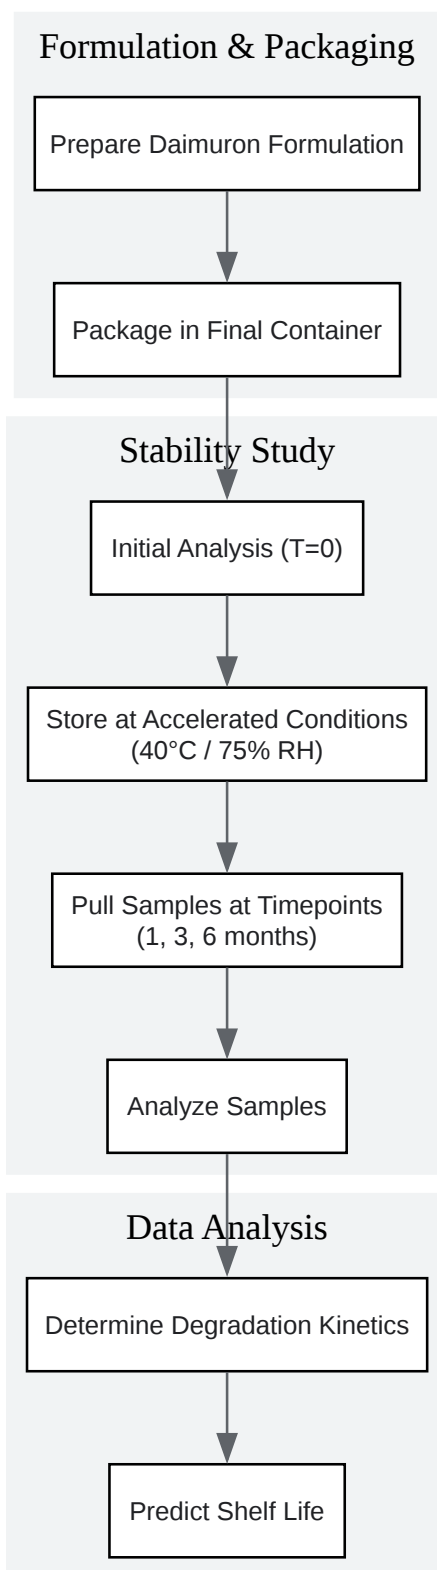 Formulation & Packaging
Prepare Daimuron Formulation
Package in Final Container
Stability Study
Initial Analysis (T=0)
Store at Accelerated Conditions
(40°C / 75% RH)
Pull Samples at Timepoints
(1, 3, 6 months)
Analyze Samples
Data Analysis
Determine Degradation Kinetics
Predict Shelf Life